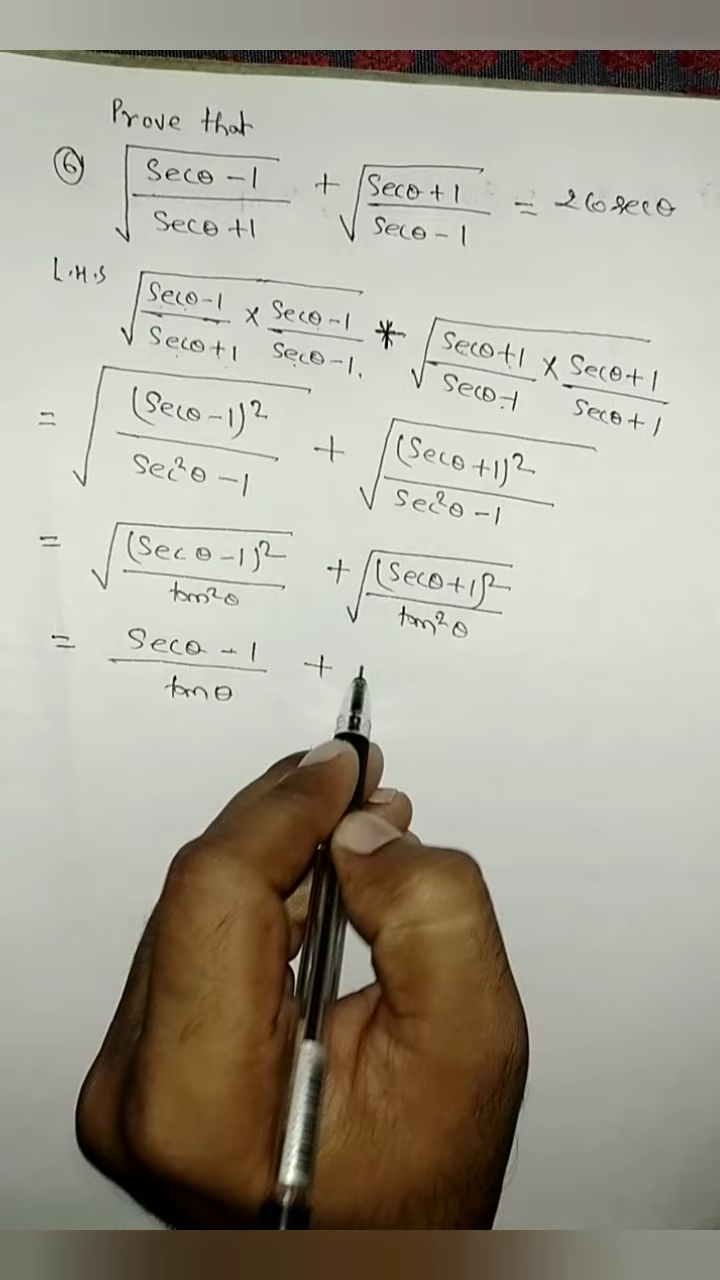 Prove that
⑥ √((Secθ - 1)/(Secθ + 1)) + √((Secθ + 1)/(Secθ - 1)) = 2Cosecθ
L.H.S √((Secθ - 1)/(Secθ + 1) × (Secθ - 1)/(Secθ - 1)) + √((Secθ + 1)/(Secθ - 1) × (Secθ + 1)/(Secθ + 1))
= √((Secθ - 1)²/(Sec²θ - 1)) + √((Secθ + 1)²/(Sec²θ - 1))
= √((Secθ - 1)²/tan²θ) + √((Secθ + 1)²/tan²θ)
= (Secθ - 1)/tanθ +